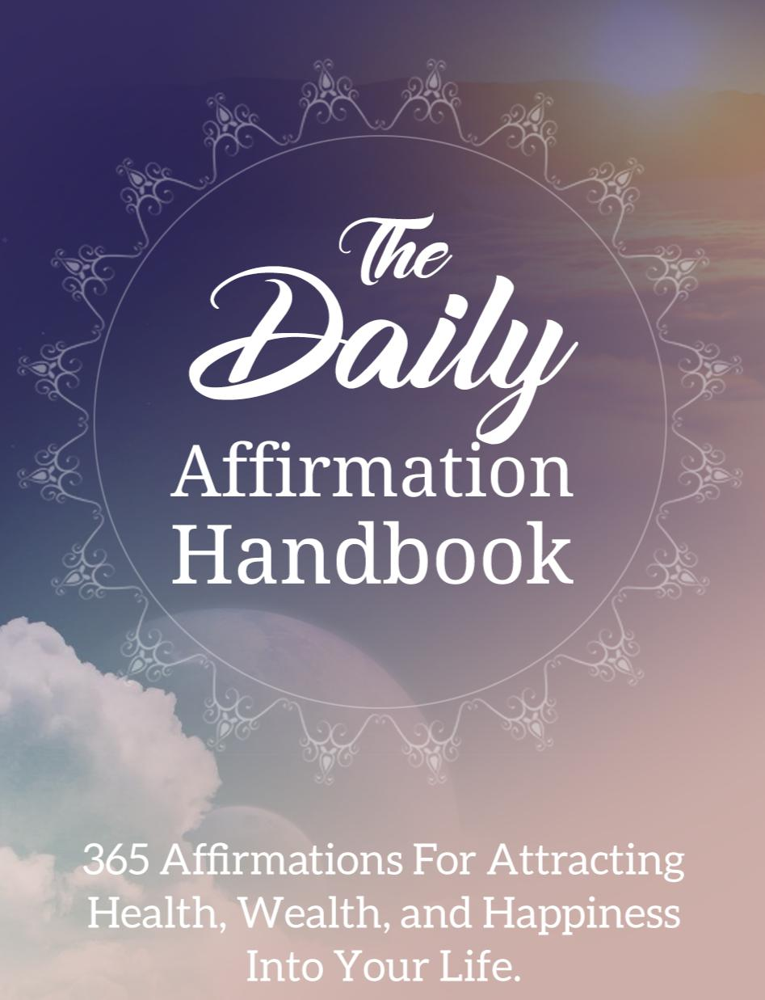 The
Daily
Affirmation
Handbook
365 Affirmations For Attracting
Health, Wealth, and Happiness
Into Your Life.